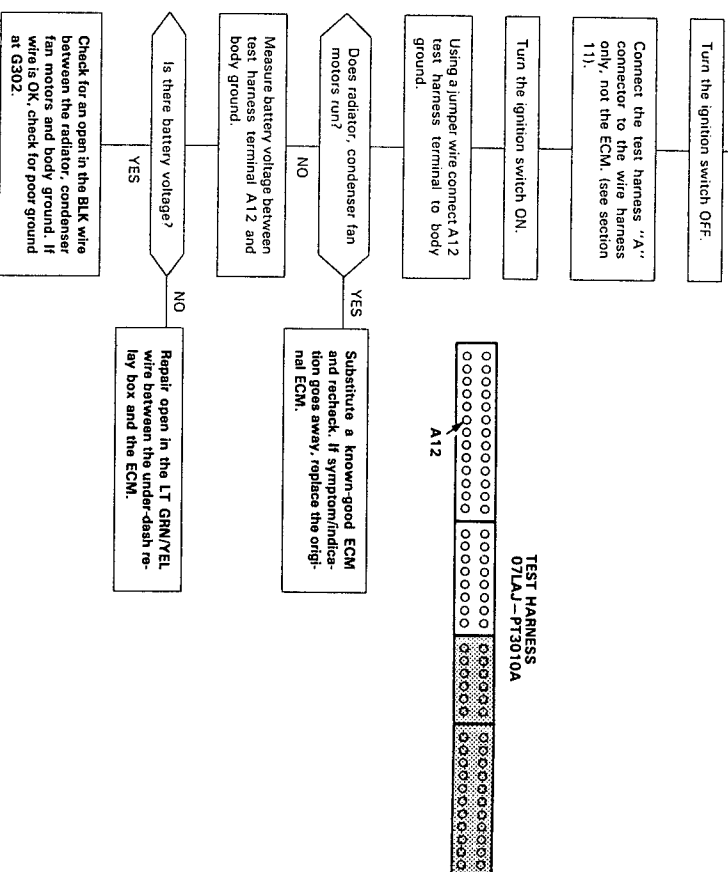 Turn the ignition switch OFF.
Connect the test harness "A"
connector to the wire harness
only, not the ECM. (see section
11).
Turn the ignition switch ON.
Using a jumper wire connect A12
test harness terminal to body
ground.
Does radiator, condenser fan
motors run?
YES
Substitute a known-good ECM
and recheck. If symptom/indica-
tion goes away, replace the origi-
nal ECM.
NO
Measure battery voltage between
test harness terminal A12 and
body ground.
Is there battery voltage?
NO
Repair open in the LT GRN/YEL
wire between the under-dash re-
lay box and the ECM.
YES
Check for an open in the BLK wire
between the radiator, condenser
fan motors and body ground. If
wire is OK, check for poor ground
at G302.
TEST HARNESS
07LAJ—PT3010A
A12